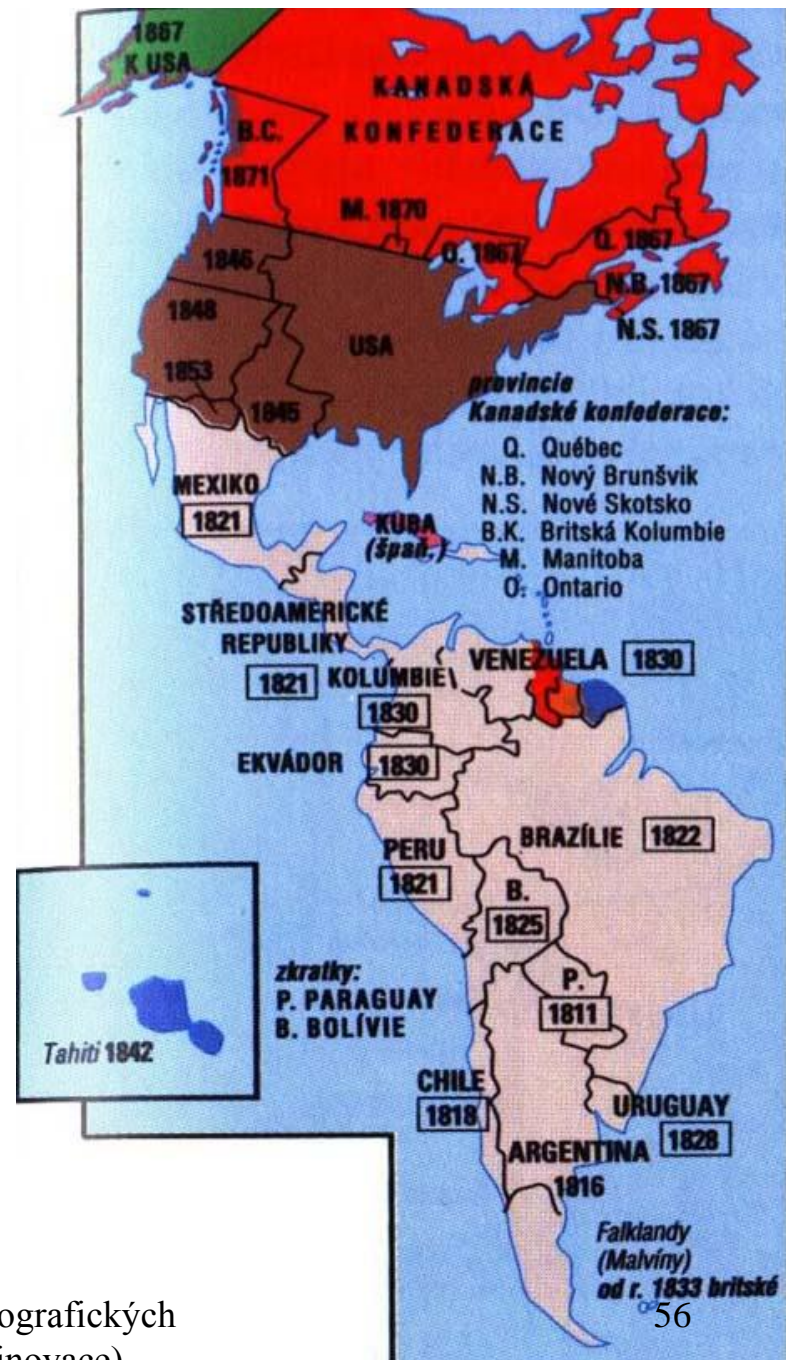 1867
K USA
KANADSKÁ
KONFEDERACE
B.C.
1871
M. 1870
O. 1867
Q. 1867
N.B. 1867
N.S. 1867
1846
1848
1853
1845
USA
provincie
Kanadské konfederace:
Q. Québec
N.B. Nový Brunšvik
N.S. Nové Skotsko
B.K. Britská Kolumbie
M. Manitoba
O. Ontario
MEXIKO
1821
KUBA
(špaň.)
STŘEDOAMERICKÉ
REPUBLIKY
1821
VENEZUELA 1830
KOLUMBIE
1830
EKVÁDOR 1830
BRAZÍLIE 1822
PERU
1821
B.
1825
P.
1811
zkratky:
P. PARAGUAY
B. BOLÍVIE
Tahiti 1842
CHILE
1818
URUGUAY
1828
ARGENTINA
1816
Falklandy
(Malvíny)
od r. 1833 britské
56
ografických